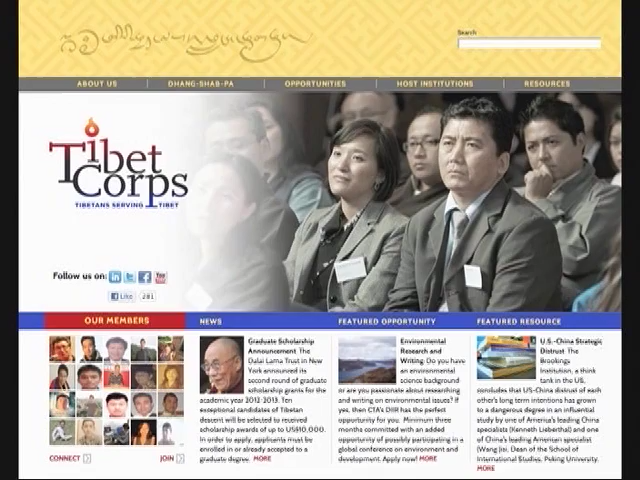 Search
ABOUT US
DHANG-SHAB-PA
OPPORTUNITIES
HOST INSTITUTIONS
RESOURCES
Tibet
Corps
TIBETANS SERVING TIBET
Follow us on: in f You Tube
f Like 281
OUR MEMBERS
CONNECT
JOIN
NEWS
Graduate Scholarship
Announcement The
Dalai Lama Trust in New
York announced its
second round of graduate
scholarship grants for the
academic year 2012-2013. Ten
exceptional candidates of Tibetan
descent will be selected to receive
scholarship awards of up to US$10,000.
In order to apply, applicants must be
enrolled in or already accepted to a
graduate degree. MORE
FEATURED OPPORTUNITY
Environmental
Research and
Writing Do you have
an environmental
science background
or are you passionate about researching
and writing on environmental issues? If
yes, then CTA's DIIR has the perfect
opportunity for you. Minimum three
months committed with an added
opportunity of possibly participating in a
global conference on environment and
development. Apply now! MORE
FEATURED RESOURCE
U.S.-China Strategic
Distrust The
Brookings
Institution, a think
tank in the US,
concludes that US-China distrust of each
other's long term intentions has grown
to a dangerous degree in an influential
study by one of America's leading China
specialists (Kenneth Lieberthal) and one
of China's leading American specialist
(Wang Jisi, Dean of the School of
International Studies, Peking University.
MORE